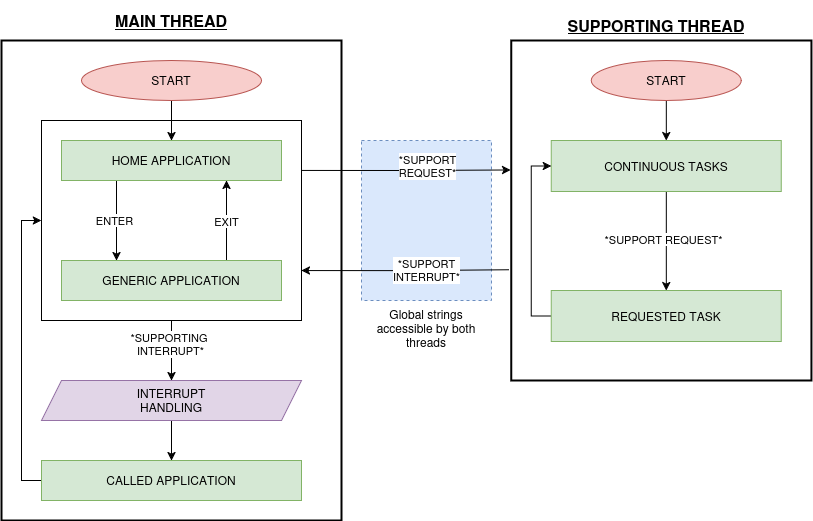 MAIN THREAD
START
HOME APPLICATION
ENTER
EXIT
GENERIC APPLICATION
*SUPPORTING
INTERRUPT*
INTERRUPT
HANDLING
CALLED APPLICATION
*SUPPORT
REQUEST*
*SUPPORT
INTERRUPT*
Global strings
accessible by both
threads
SUPPORTING THREAD
START
CONTINUOUS TASKS
*SUPPORT REQUEST*
REQUESTED TASK